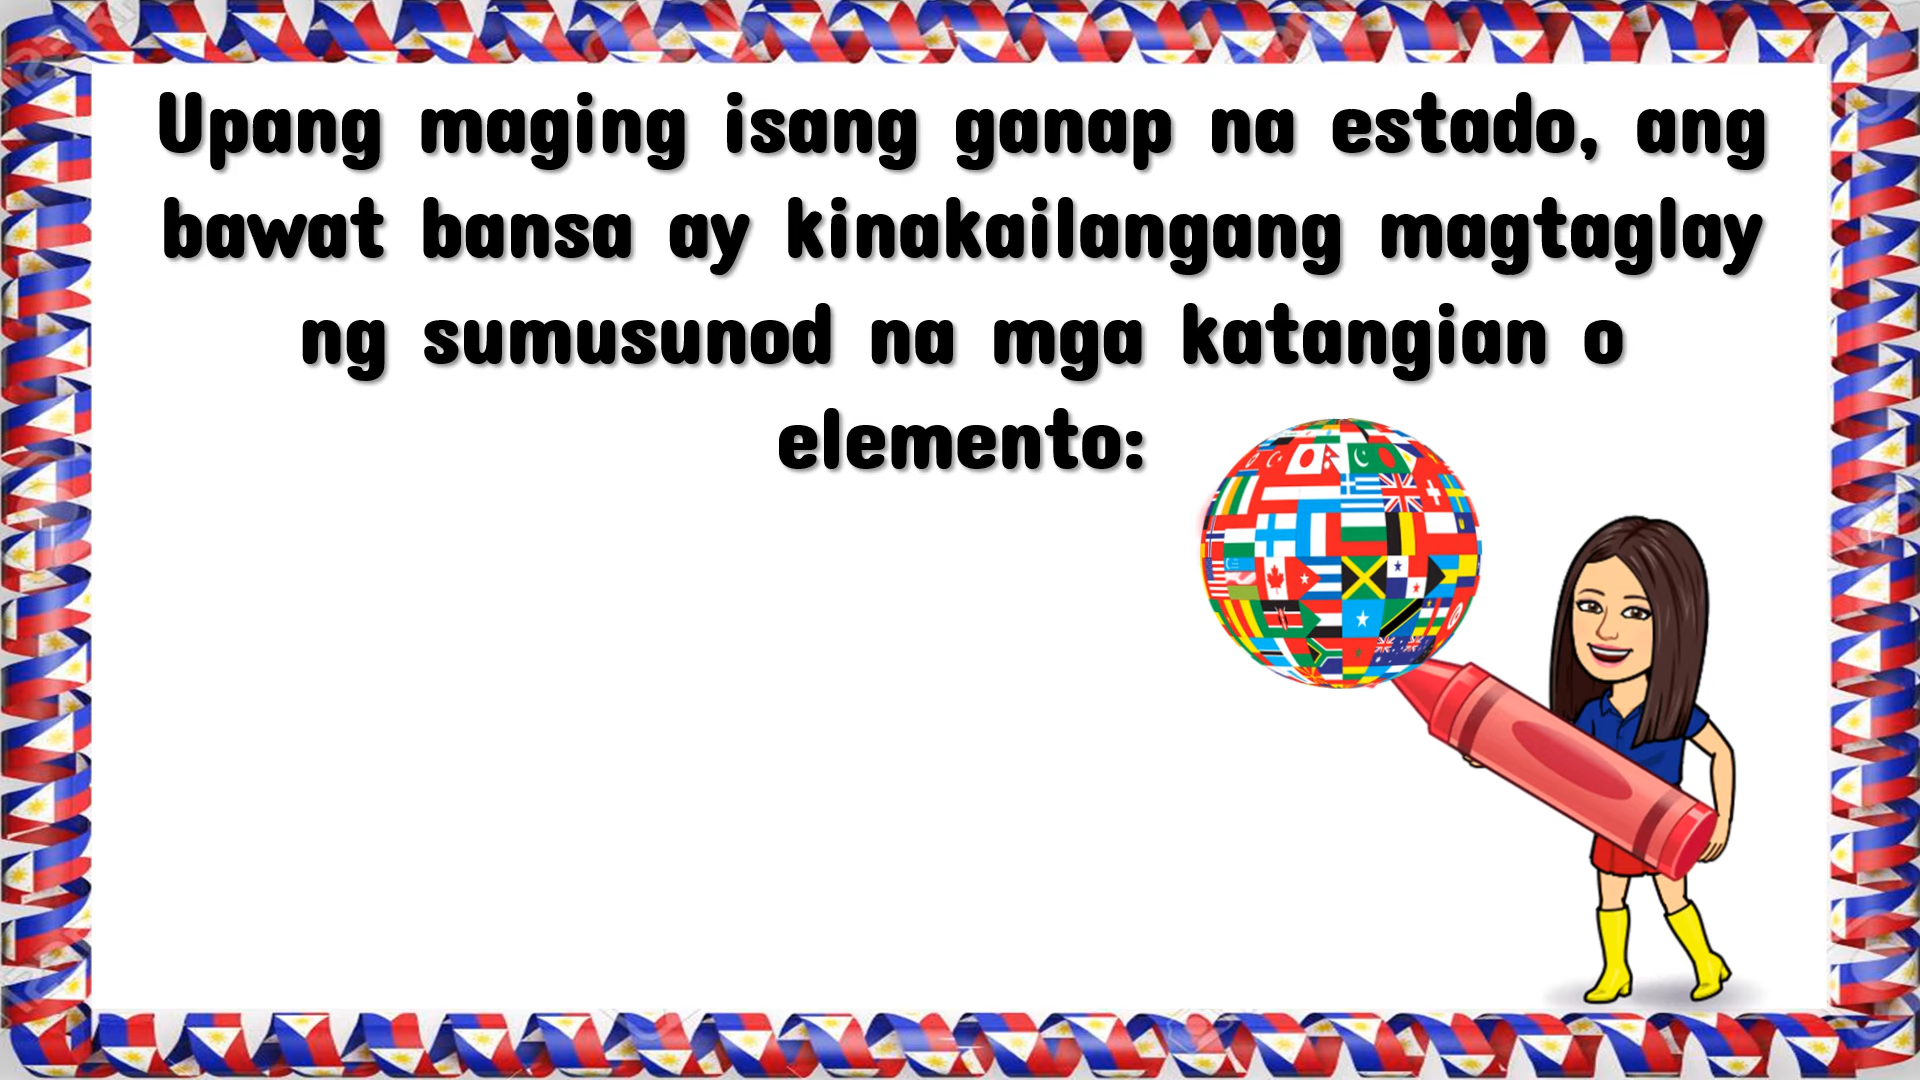 Upang maging isang ganap na estado, ang
bawat bansa ay kinakailangang magtaglay
ng sumusunod na mga katangian o
elemento: